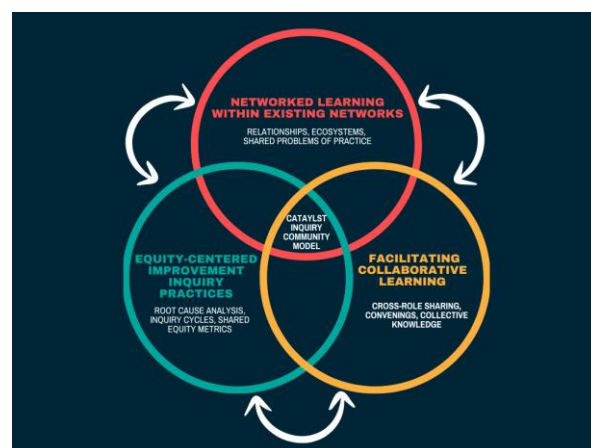 NETWORKED LEARNING
WITHIN EXISTING NETWORKS
RELATIONSHIPS, ECOSYSTEMS,
SHARED PROBLEMS OF PRACTICE
CATAYLST
INQUIRY
COMMUNITY
MODEL
EQUITY-CENTERED
IMPROVEMENT
INQUIRY
PRACTICES
ROOT CAUSE ANALYSIS,
INQUIRY CYCLES, SHARED
EQUITY METRICS
FACILITATING
COLLABORATIVE
LEARNING
CROSS-ROLE SHARING,
CONVENINGS, COLLECTIVE
KNOWLEDGE